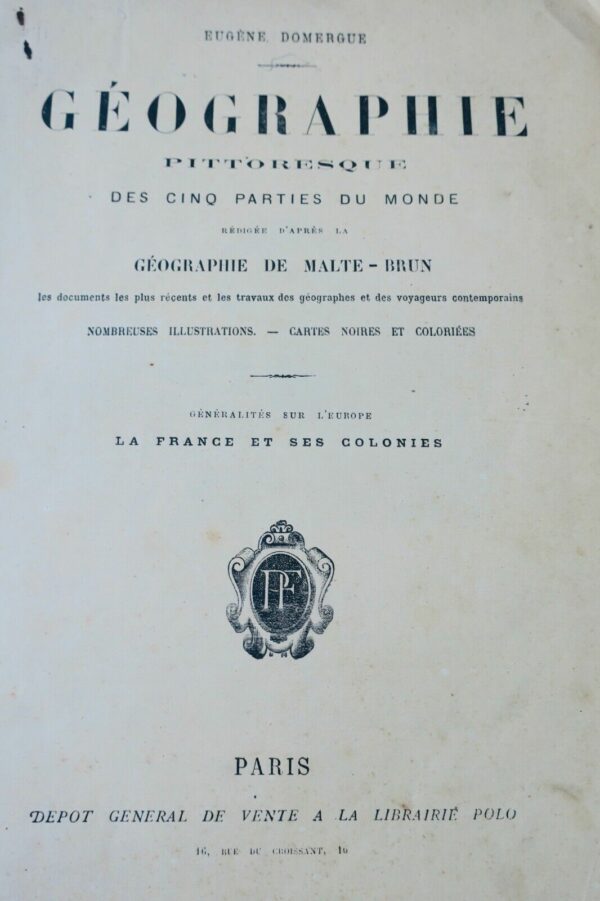 EUGÈNE DOMERGUE
GÉOGRAPHIE
PITTORESQUE
DES CINQ PARTIES DU MONDE
RÉDIGÉE D'APRÈS LA
GÉOGRAPHIE DE MALTE-BRUN
les documents les plus récents et les travaux des géographes et des voyageurs contemporains
NOMBREUSES ILLUSTRATIONS. — CARTES NOIRES ET COLORIÉES
GÉNÉRALITÉS SUR L'EUROPE
LA FRANCE ET SES COLONIES
PF
PARIS
DEPOT GENERAL DE VENTE A LA LIBRAIRIE POLO
16, RUE DU CROISSANT, 16